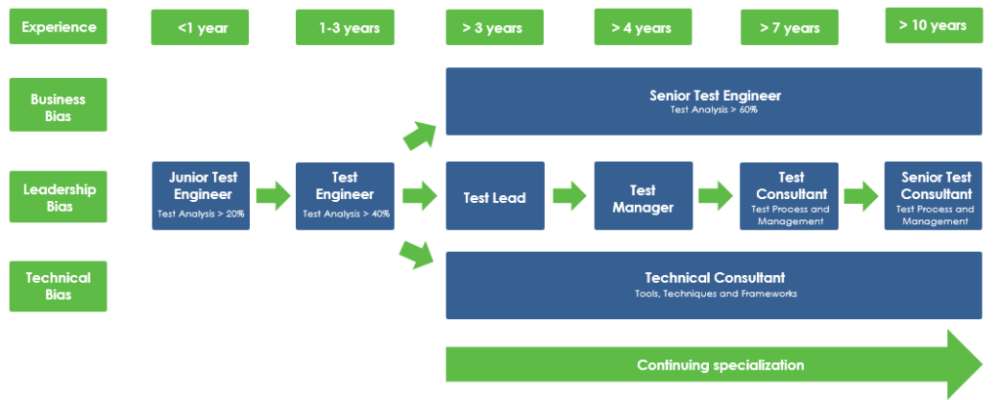 Experience
<1 year
1-3 years
> 3 years
> 4 years
> 7 years
> 10 years
Business
Bias
Senior Test Engineer
Test Analysis > 60%
Leadership
Bias
Junior Test
Engineer
Test Analysis > 20%
Test
Engineer
Test Analysis > 40%
Test Lead
Test
Manager
Test
Consultant
Test Process and
Management
Senior Test
Consultant
Test Process and
Management
Technical
Bias
Technical Consultant
Tools, Techniques and Frameworks
Continuing specialization